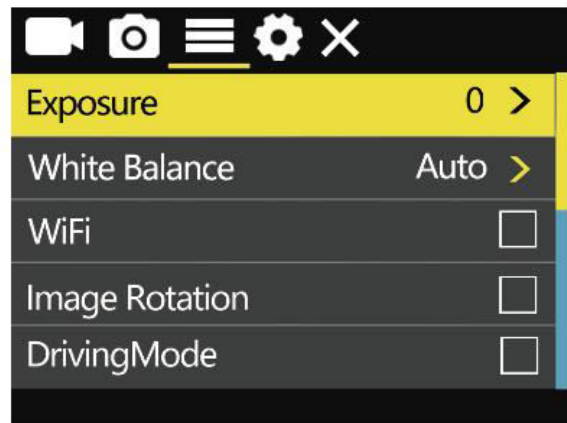 Exposure 0 >
White Balance Auto >
WiFi
Image Rotation
DrivingMode